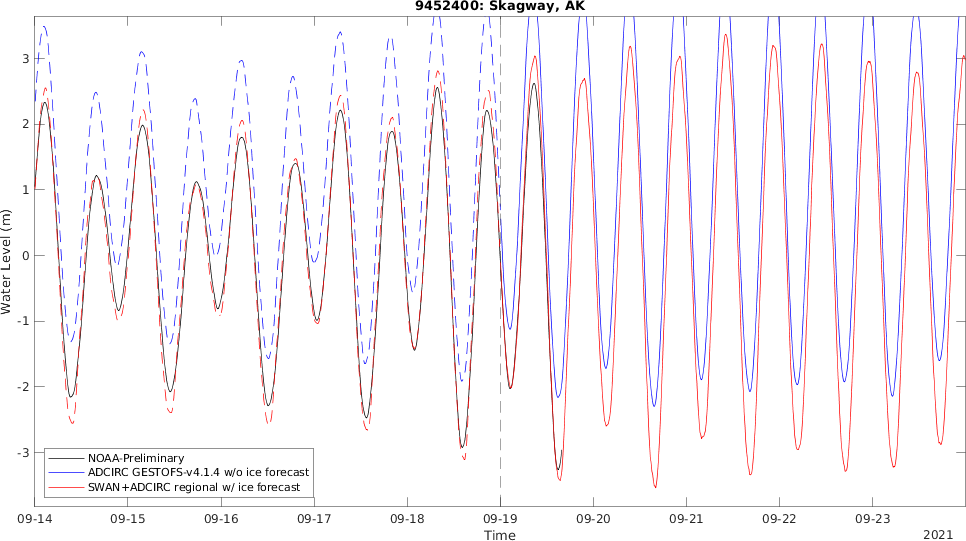 9452400: Skagway, AK
Water Level (m)
3
2
1
0
-1
-2
-3
NOAA-Preliminary
ADCIRC GESTOFS-v4.1.4 w/o ice forecast
SWAN+ADCIRC regional w/ ice forecast
09-14 09-15 09-16 09-17 09-18 09-19 09-20 09-21 09-22 09-23
Time
2021